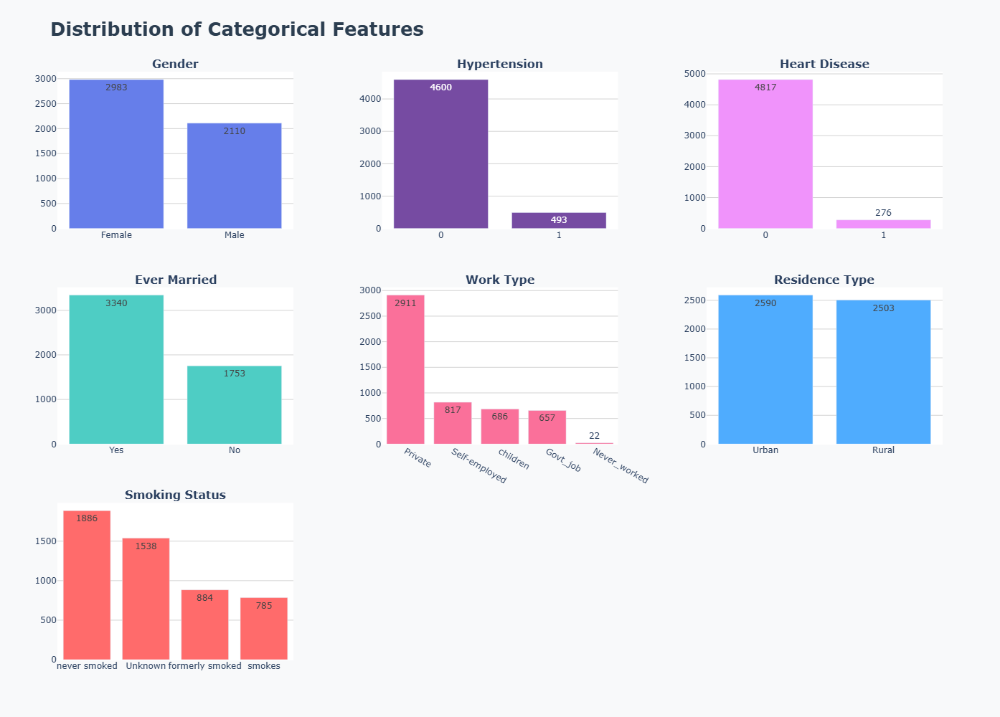 Distribution of Categorical Features
Gender
3000
2500
2000
1500
1000
500
0
2983
2110
Female
Male
Hypertension
4000
3000
2000
1000
0
4600
493
0
1
Heart Disease
5000
4000
3000
2000
1000
0
4817
276
0
1
Ever Married
3000
2000
1000
0
3340
1753
Yes
No
Work Type
3000
2500
2000
1500
1000
500
0
2911
817
686
657
22
Private
Self-employed
children
Govt_job
Never_worked
Residence Type
2500
2000
1500
1000
500
0
2590
2503
Urban
Rural
Smoking Status
1500
1000
500
0
1886
1538
884
785
never smoked
Unknown
formerly smoked
smokes